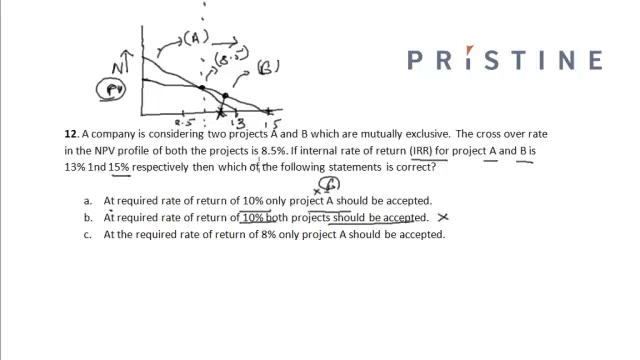 PRISTINE
(A)
(8.5)
(B)
N
PV
8.5
13
15
12. A company is considering two projects A and B which are mutually exclusive. The cross over rate
in the NPV profile of both the projects is 8.5%. If internal rate of return (IRR) for project A and B is
13% 1nd 15% respectively then which of the following statements is correct?
a. At required rate of return of 10% only project A should be accepted.
b. At required rate of return of 10% both projects should be accepted.
c. At the required rate of return of 8% only project A should be accepted.